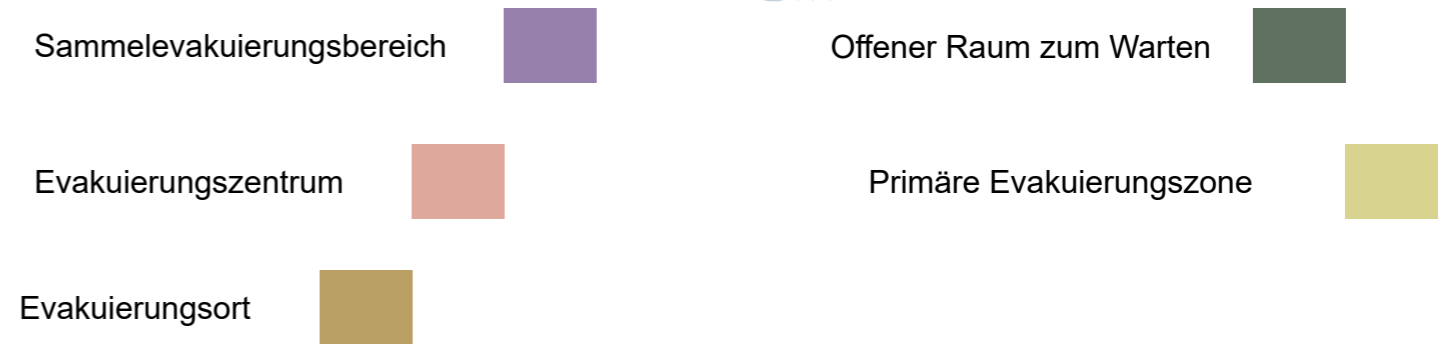 Sammelevakuierungsbereich
Offener Raum zum Warten
Evakuierungszentrum
Primäre Evakuierungszone
Evakuierungsort